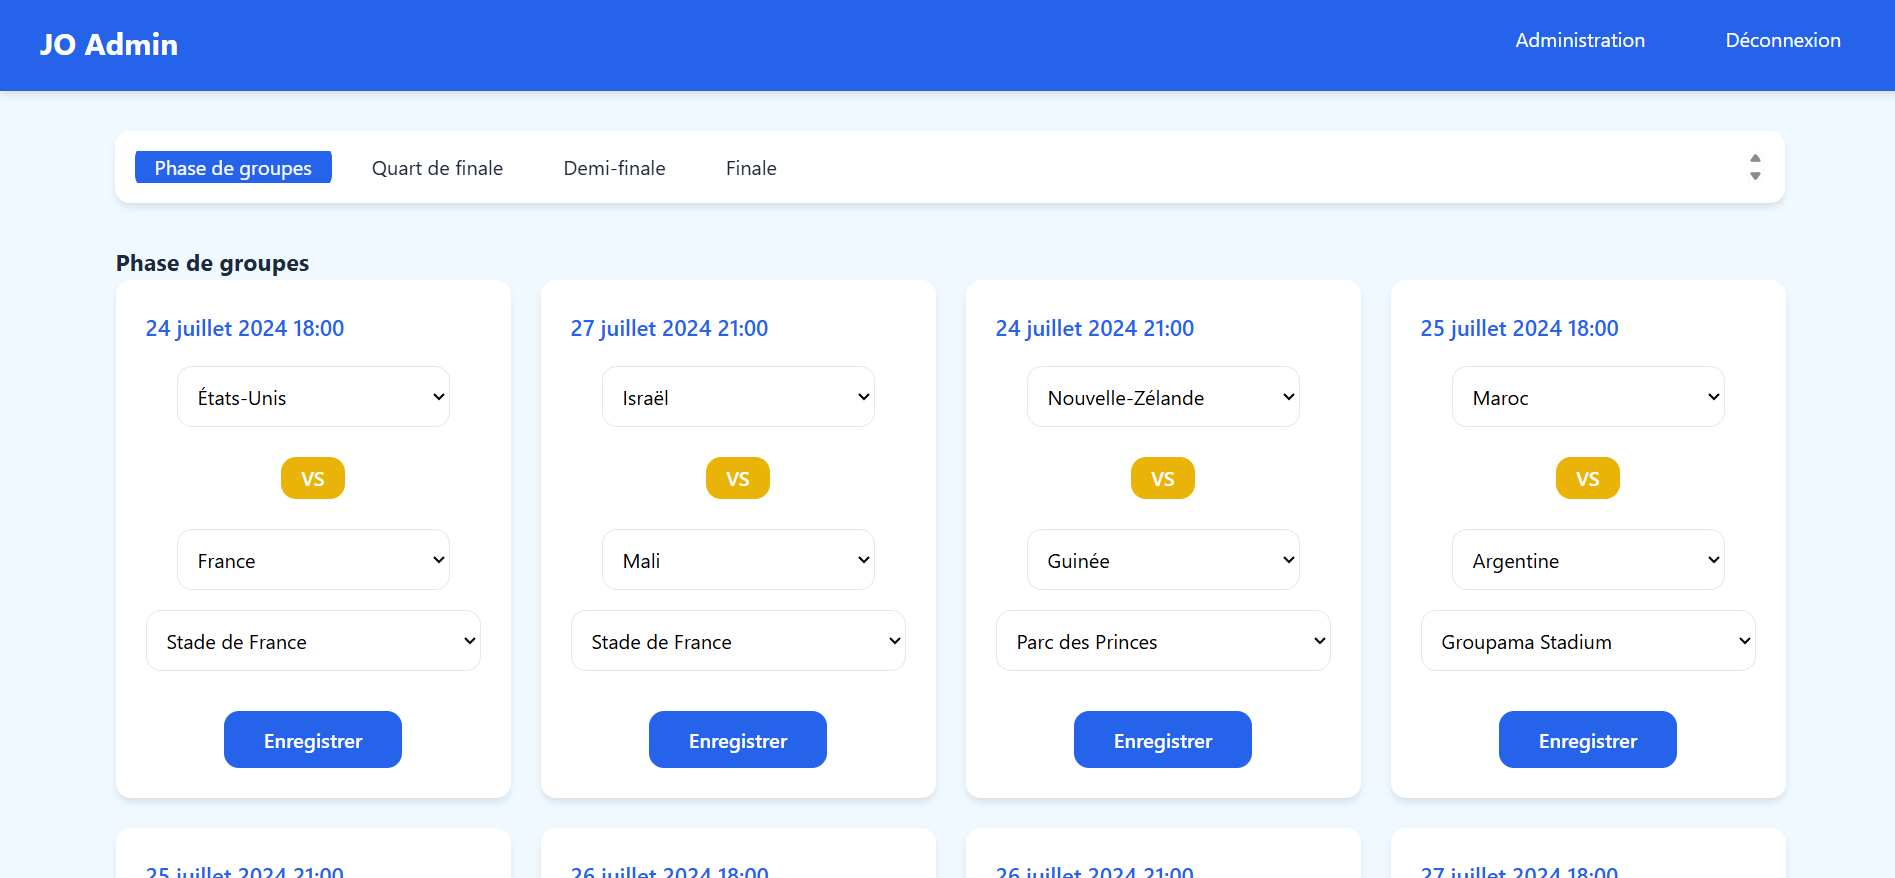 JO Admin
Administration
Déconnexion
Phase de groupes
Quart de finale
Demi-finale
Finale
Phase de groupes
24 juillet 2024 18:00
États-Unis
VS
France
Stade de France
Enregistrer
27 juillet 2024 21:00
Israël
VS
Mali
Stade de France
Enregistrer
24 juillet 2024 21:00
Nouvelle-Zélande
VS
Guinée
Parc des Princes
Enregistrer
25 juillet 2024 18:00
Maroc
VS
Argentine
Groupama Stadium
Enregistrer
25 juillet 2024 21:00
26 juillet 2024 18:00
26 juillet 2024 21:00
27 juillet 2024 18:00